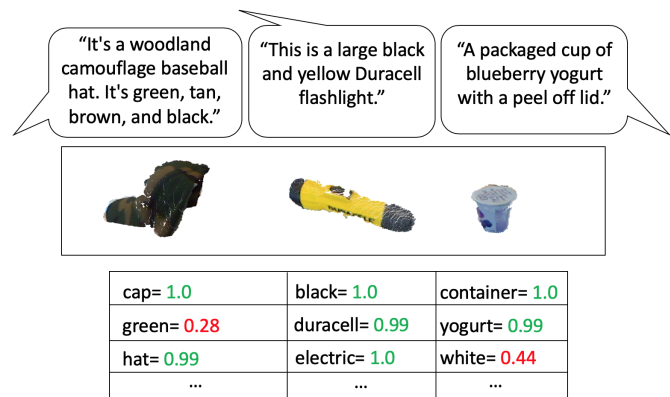 “It's a woodland
camouflage baseball
hat. It's green, tan,
brown, and black.”
“This is a large black
and yellow Duracell
flashlight.”
“A packaged cup of
blueberry yogurt
with a peel off lid.”
DURACELL
cap= 1.0
black= 1.0
container= 1.0
green= 0.28
duracell= 0.99
yogurt= 0.99
hat= 0.99
electric= 1.0
white= 0.44
...
...
...